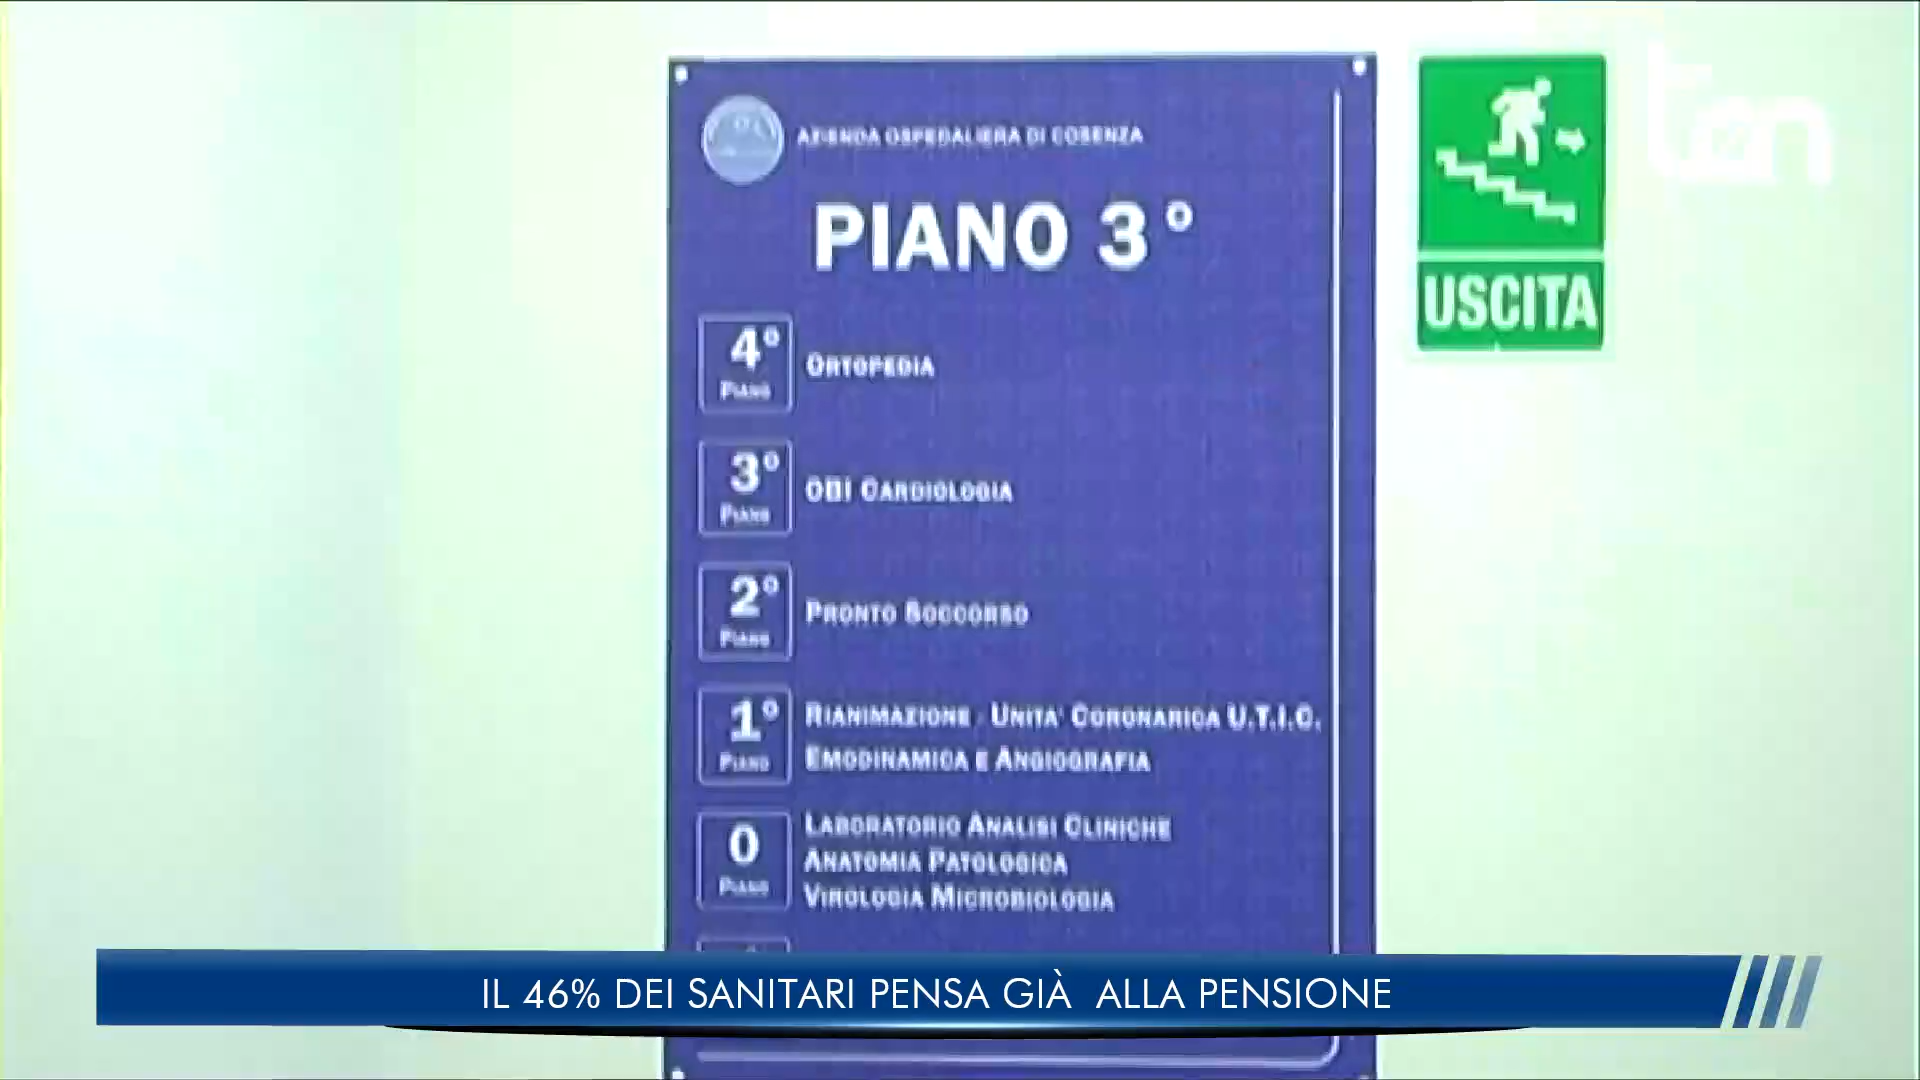 ten
AZIENDA OSPEDALIERA DI COSENZA
PIANO 3°
USCITA
4° PIANO
ORTOPEDIA
3° PIANO
OBI CARDIOLOGIA
2° PIANO
PRONTO SOCCORSO
1° PIANO
RIANIMAZIONE - UNITA' CORONARICA U.T.I.C.
EMODINAMICA E ANGIOGRAFIA
0 PIANO
LABORATORIO ANALISI CLINICHE
ANATOMIA PATOLOGICA
VIROLOGIA MICROBIOLOGIA
IL 46% DEI SANITARI PENSA GIÀ ALLA PENSIONE